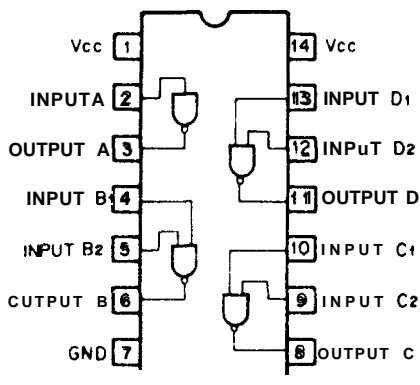 Vcc 1 14 Vcc
INPUT A 2 13 INPUT D1
OUTPUT A 3 12 INPuT D2
INPUT B1 4 11 OUTPUT D
INPUT B2 5 10 INPUT C1
CUTPUT B 6 9 INPUT C2
GND 7 8 OUTPUT C